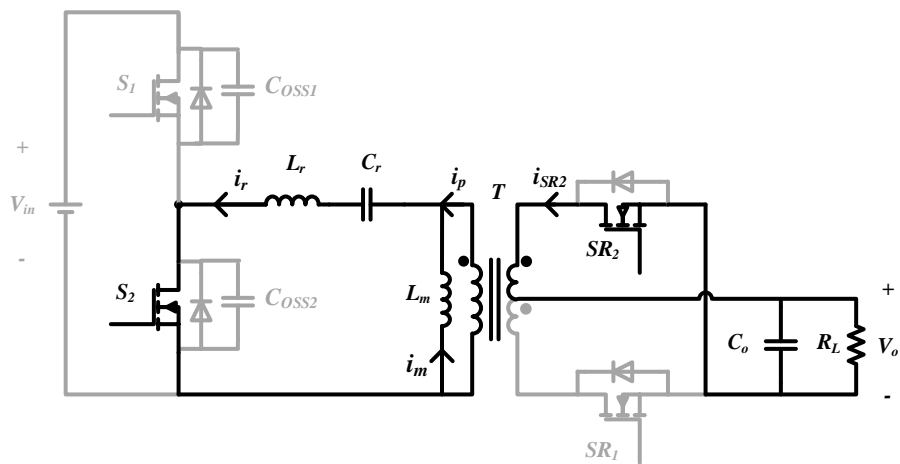 S1
COSS1
+
Vin
-
Lr
Cr
ir
ip
T
iSR2
SR2
S2
COSS2
Lm
im
Co
RL
+
Vo
-
SR1